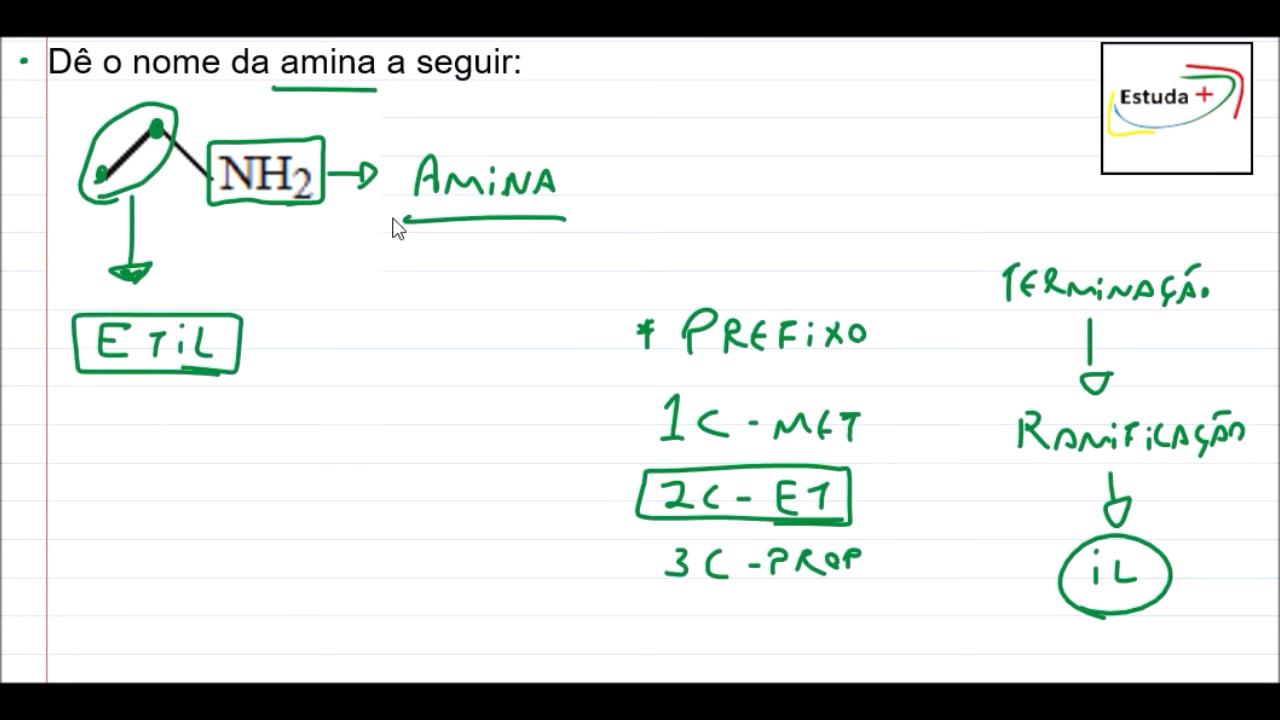 • Dê o nome da amina a seguir:
Estuda +
NH2 → AMiNA
ETiL
* PREFiXO
1C - MET
2C - ET
3C - PROP
TERMiNAÇÃO
RAMiFiCAÇÃO
iL